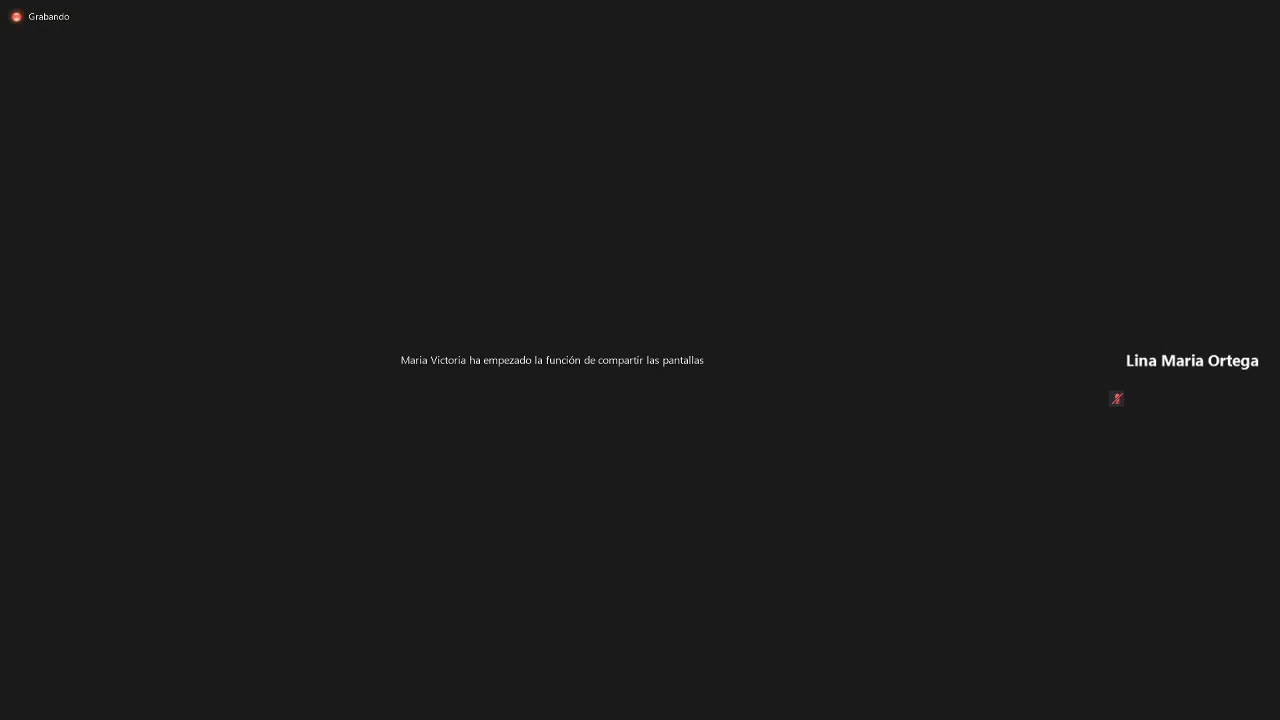 Grabando
Maria Victoria ha empezado la función de compartir las pantallas
Lina Maria Ortega